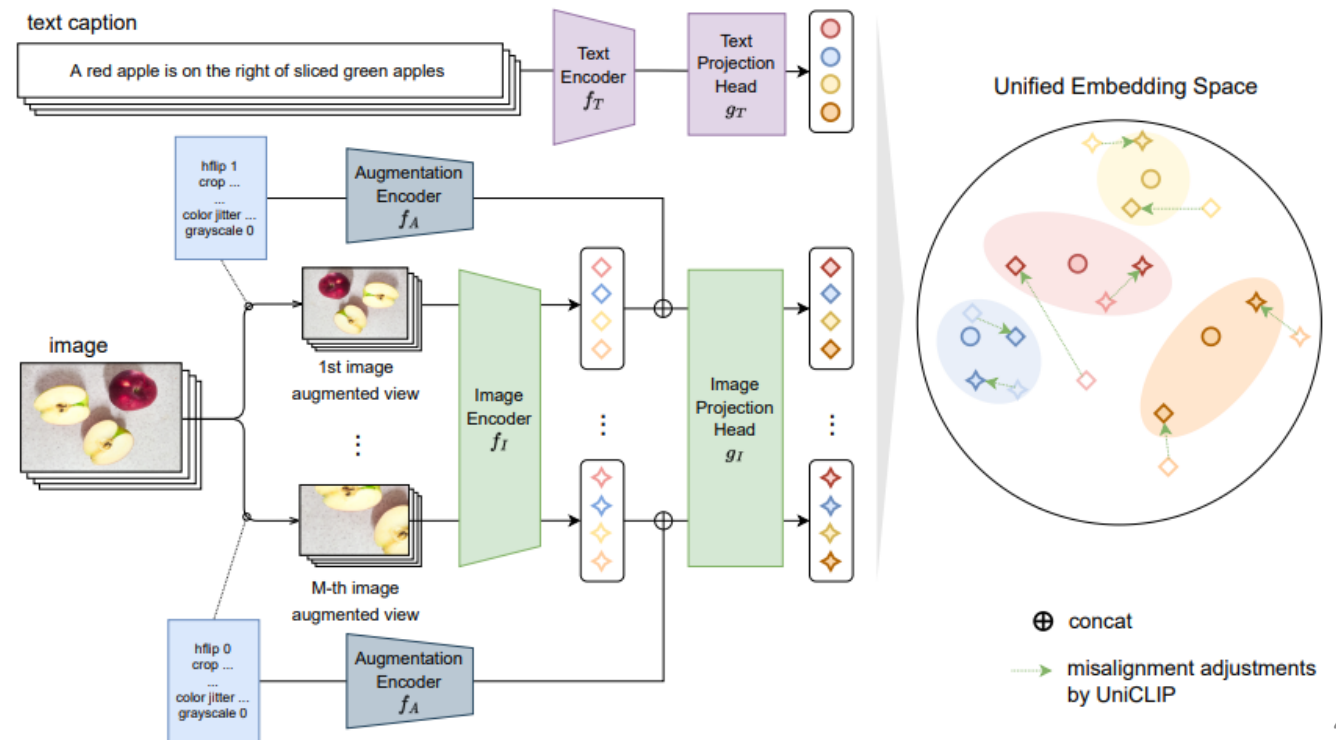 text caption
A red apple is on the right of sliced green apples
Text
Encoder
f_T
Text
Projection
Head
g_T
hflip 1
crop ...
...
color jitter ...
grayscale 0
Augmentation
Encoder
f_A
image
1st image
augmented view
⋮
M-th image
augmented view
Image
Encoder
f_I
⋮
Image
Projection
Head
g_I
⋮
hflip 0
crop ...
...
color jitter ...
grayscale 0
Augmentation
Encoder
f_A
Unified Embedding Space
⊕ concat
misalignment adjustments
by UniCLIP